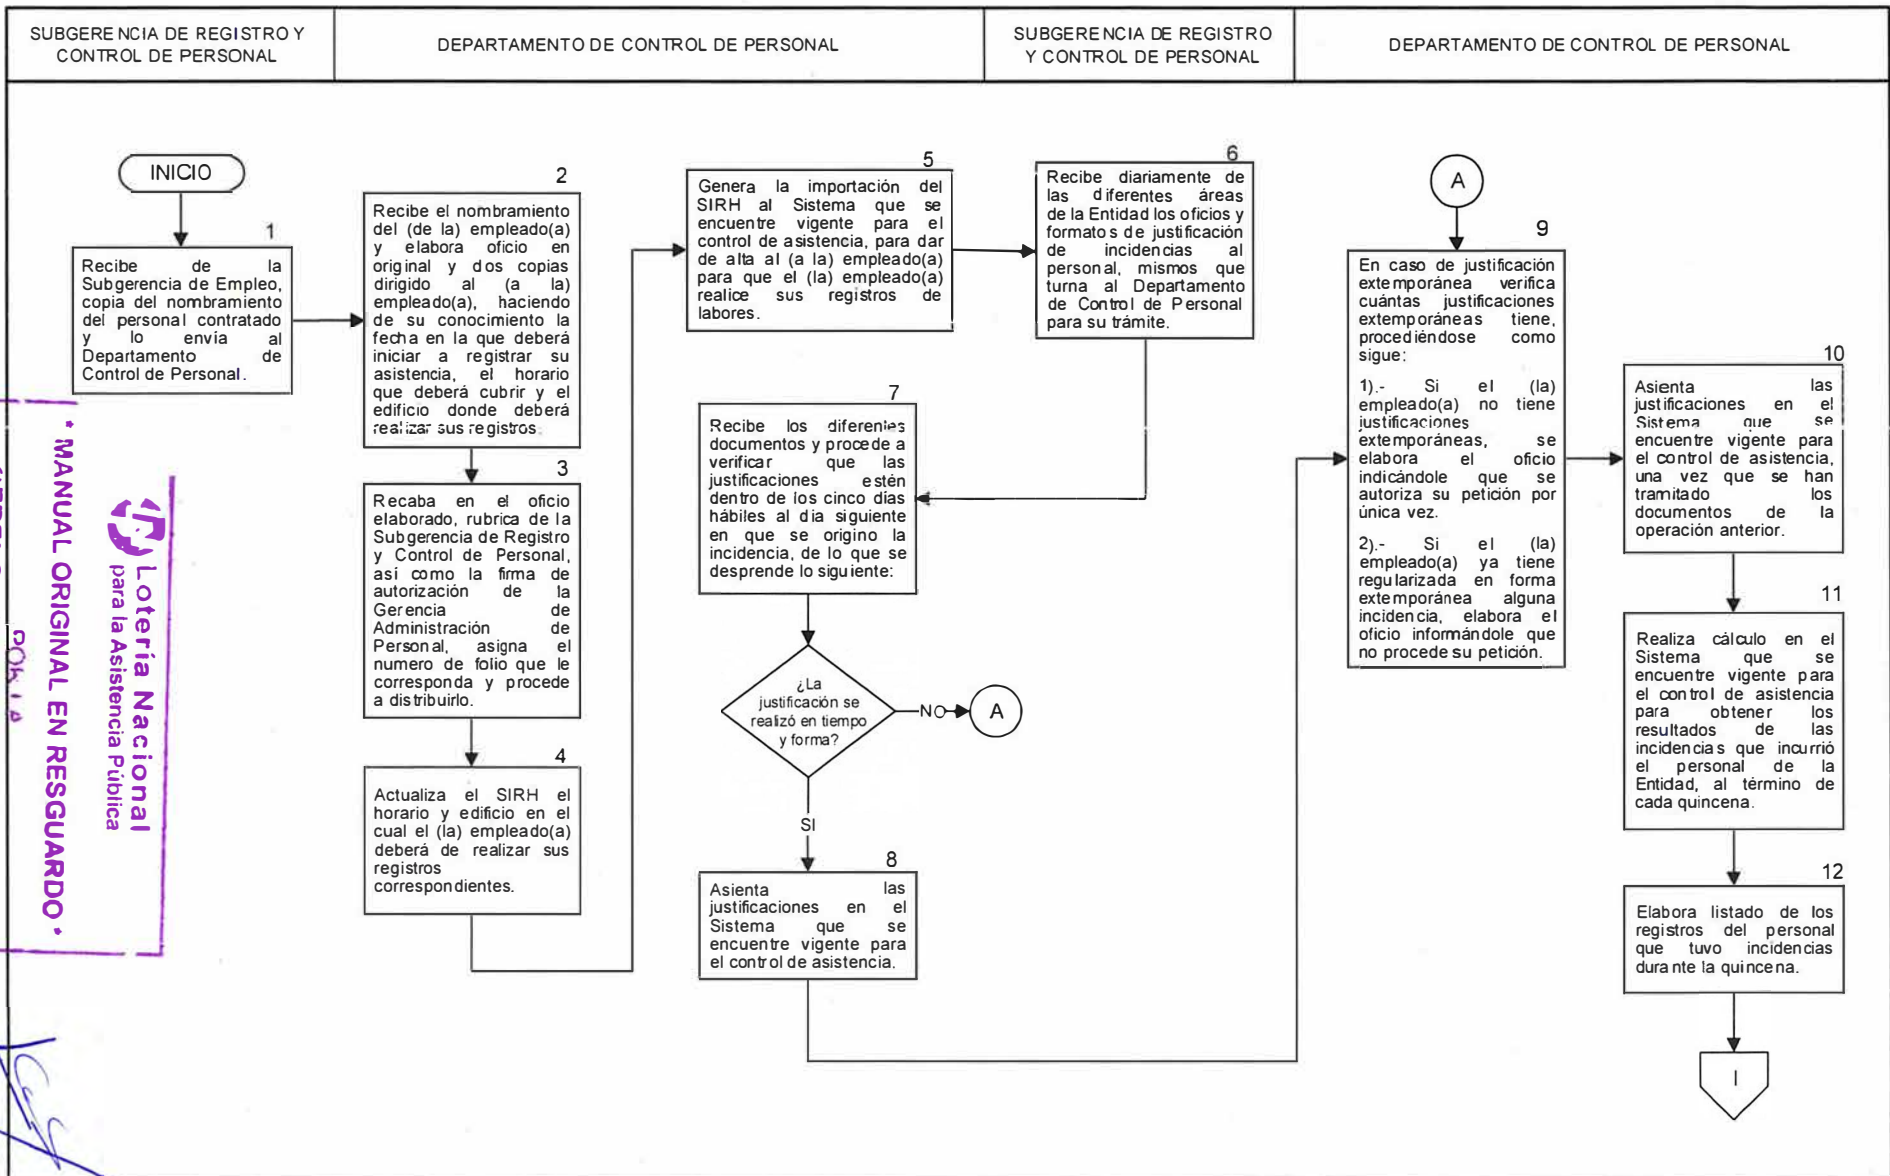 SUBGERENCIA DE REGISTRO Y
CONTROL DE PERSONAL
DEPARTAMENTO DE CONTROL DE PERSONAL
SUBGERENCIA DE REGISTRO
Y CONTROL DE PERSONAL
DEPARTAMENTO DE CONTROL DE PERSONAL
INICIO
1
Recibe de la
Subgerencia de Empleo,
copia del nombramiento
del personal contratado
y lo envía al
Departamento de
Control de Personal.
2
Recibe el nombramiento
del (de la) empleado(a)
y elabora oficio en
original y dos copias
dirigido al (a la)
empleado(a), haciendo
de su conocimiento la
fecha en la que deberá
iniciar a registrar su
asistencia, el horario
que deberá cubrir y el
edificio donde deberá
realizar sus registros.
3
Recaba en el oficio
elaborado, rubrica de la
Subgerencia de Registro
y Control de Personal,
así como la firma de
autorización de la
Gerencia de
Administración de
Personal, asigna el
numero de folio que le
corresponda y procede
a distribuirlo.
4
Actualiza el SIRH el
horario y edificio en el
cual el (la) empleado(a)
deberá de realizar sus
registros
correspondientes.
5
Genera la importación del
SIRH al Sistema que se
encuentre vigente para el
control de asistencia, para dar
de alta al (a la) empleado(a)
para que el (la) empleado(a)
realice sus registros de
labores.
6
Recibe diariamente de
las diferentes áreas
de la Entidad los oficios y
formatos de justificación
de incidencias al
personal, mismos que
turna al Departamento
de Control de Personal
para su trámite.
7
Recibe los diferentes
documentos y procede a
verificar que las
justificaciones estén
dentro de los cinco días
hábiles al dia siguiente
en que se origino la
incidencia, de lo que se
desprende lo siguiente:
¿La
justificación se
realizó en tiempo
y forma?
NO
A
SI
8
Asienta las
justificaciones en el
Sistema que se
encuentre vigente para
el control de asistencia.
A
9
En caso de justificación
extemporánea verifica
cuántas justificaciones
extemporáneas tiene,
procediéndose como
sigue:
1).- Si el (la)
empleado(a) no tiene
justificaciones
extemporáneas, se
elabora el oficio
indicándole que se
autoriza su petición por
única vez.
2).- Si el (la)
empleado(a) ya tiene
regularizada en forma
extemporánea alguna
incidencia, elabora el
oficio informándole que
no procede su petición.
10
Asienta las
justificaciones en el
Sistema que se
encuentre vigente para
el control de asistencia,
una vez que se han
tramitado los
documentos de la
operación anterior.
11
Realiza cálculo en el
Sistema que se
encuentre vigente para
el control de asistencia
para obtener los
resultados de las
incidencias que incurrió
el personal de la
Entidad, al término de
cada quincena.
12
Elabora listado de los
registros del personal
que tuvo incidencias
durante la quincena.
I
Lotería Nacional
para la Asistencia Pública
* MANUAL ORIGINAL EN RESGUARDO *